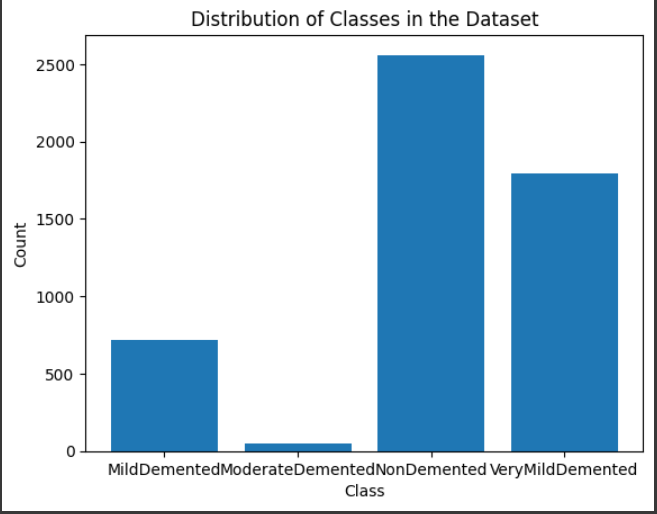 Distribution of Classes in the Dataset
2500
2000
1500
1000
500
0
Count
MildDemented ModerateDemented NonDemented VeryMildDemented
Class